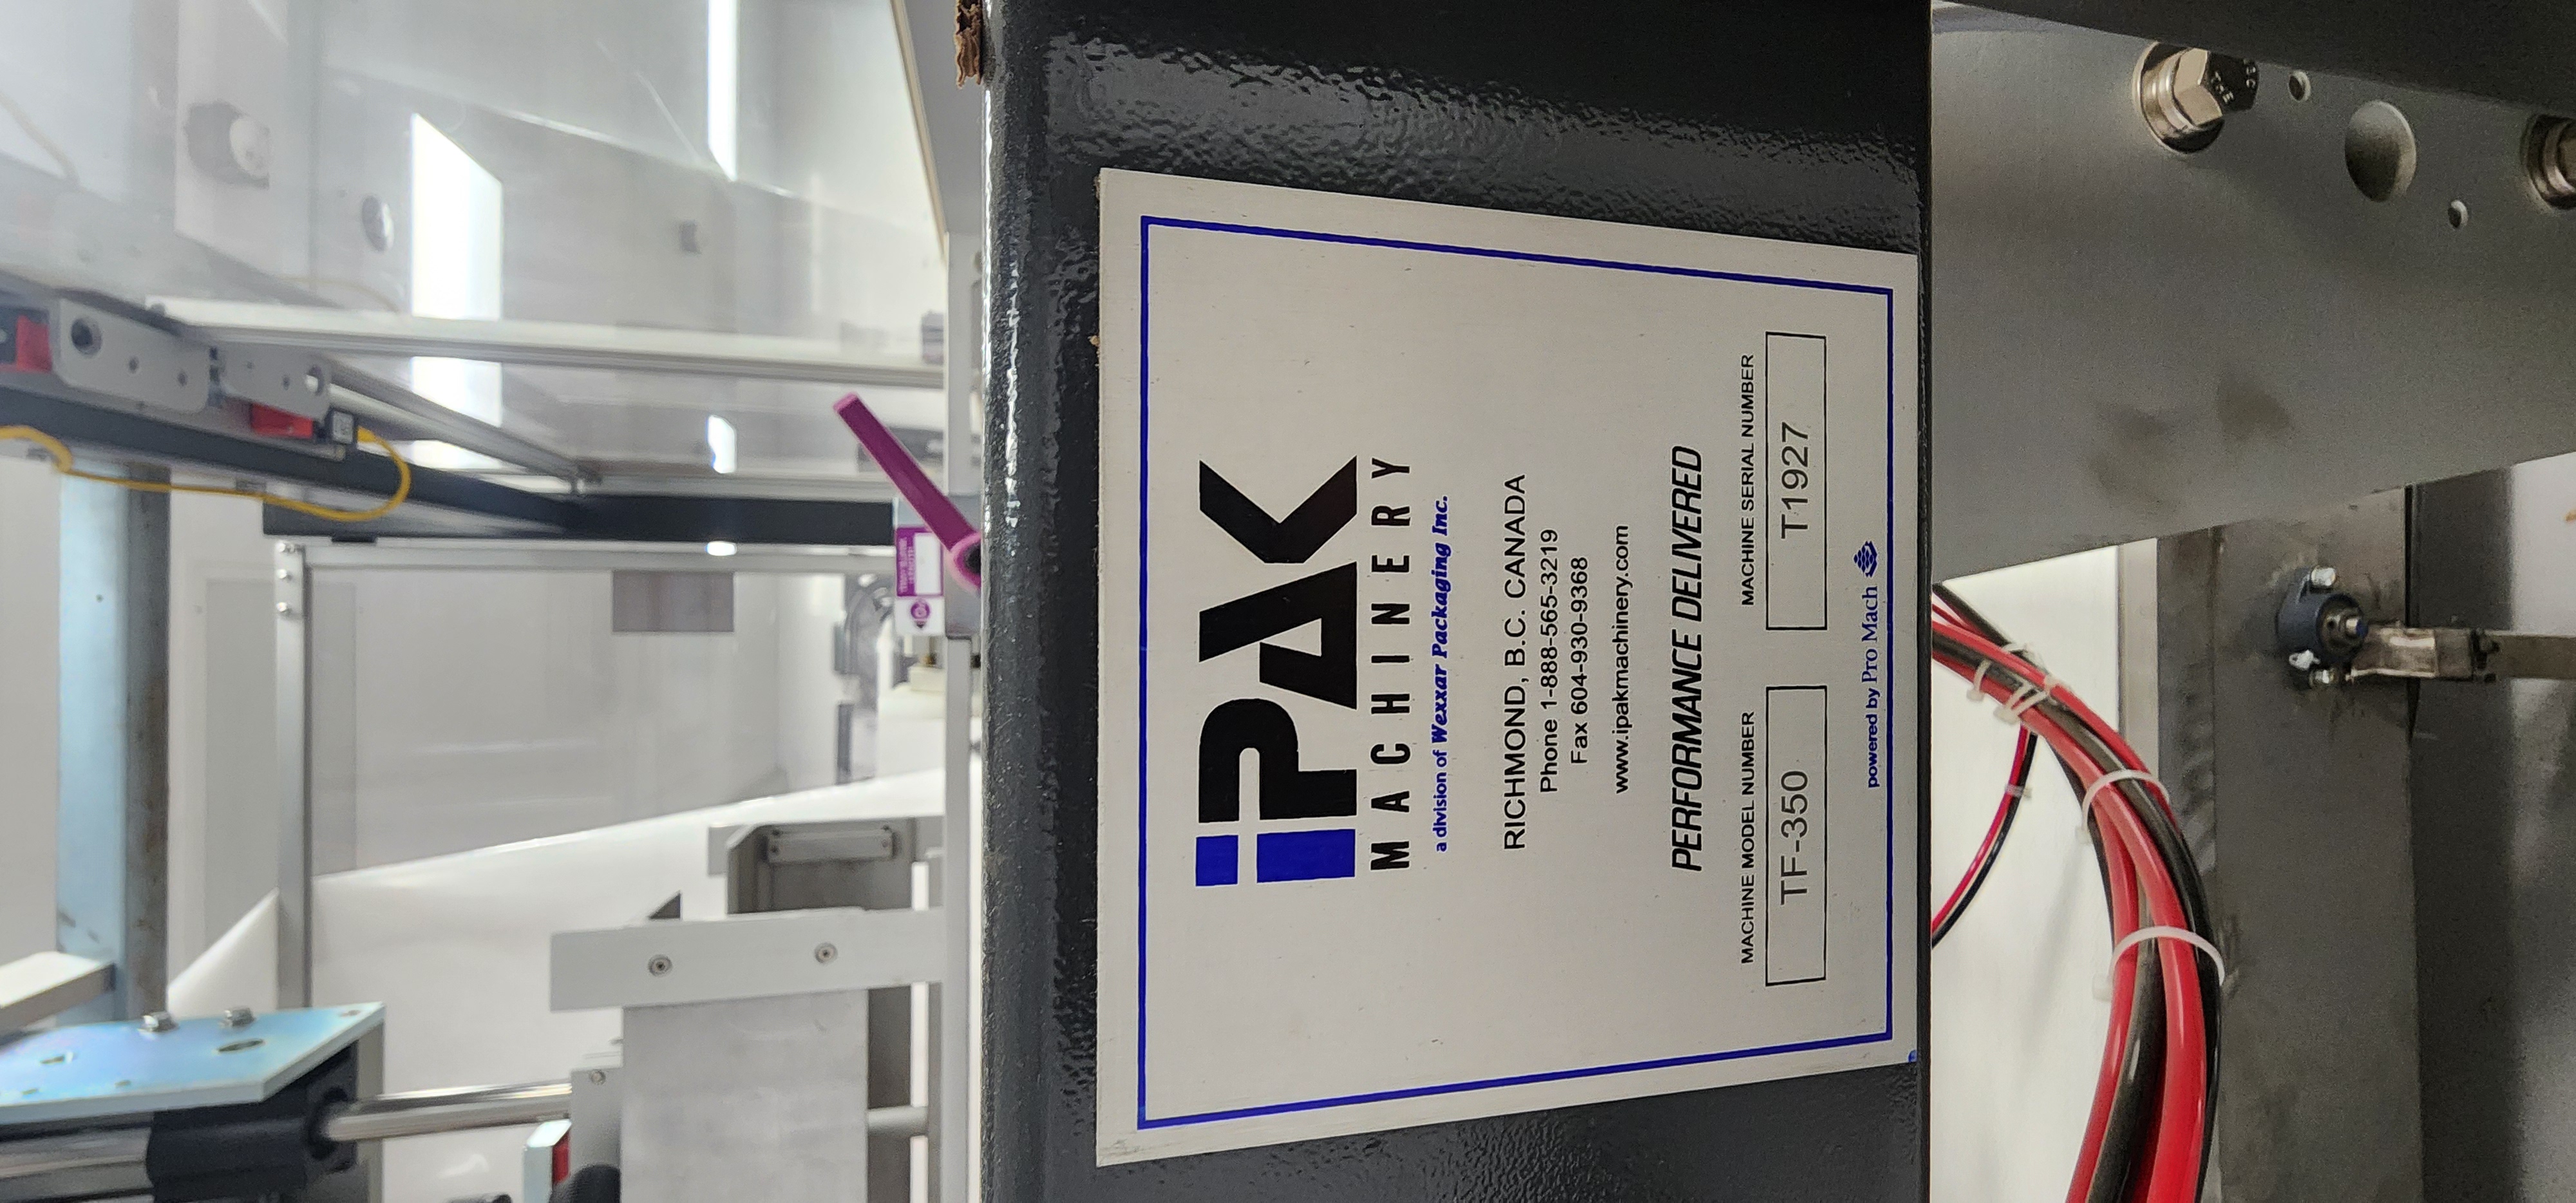 iPAK
MACHINERY
a division of Wexxar Packaging Inc.
RICHMOND, B.C. CANADA
Phone 1-888-565-3219
Fax 604-930-9368
www.ipakmachinery.com
PERFORMANCE DELIVERED
MACHINE MODEL NUMBER MACHINE SERIAL NUMBER
TF-350 T1927
powered by Pro Mach